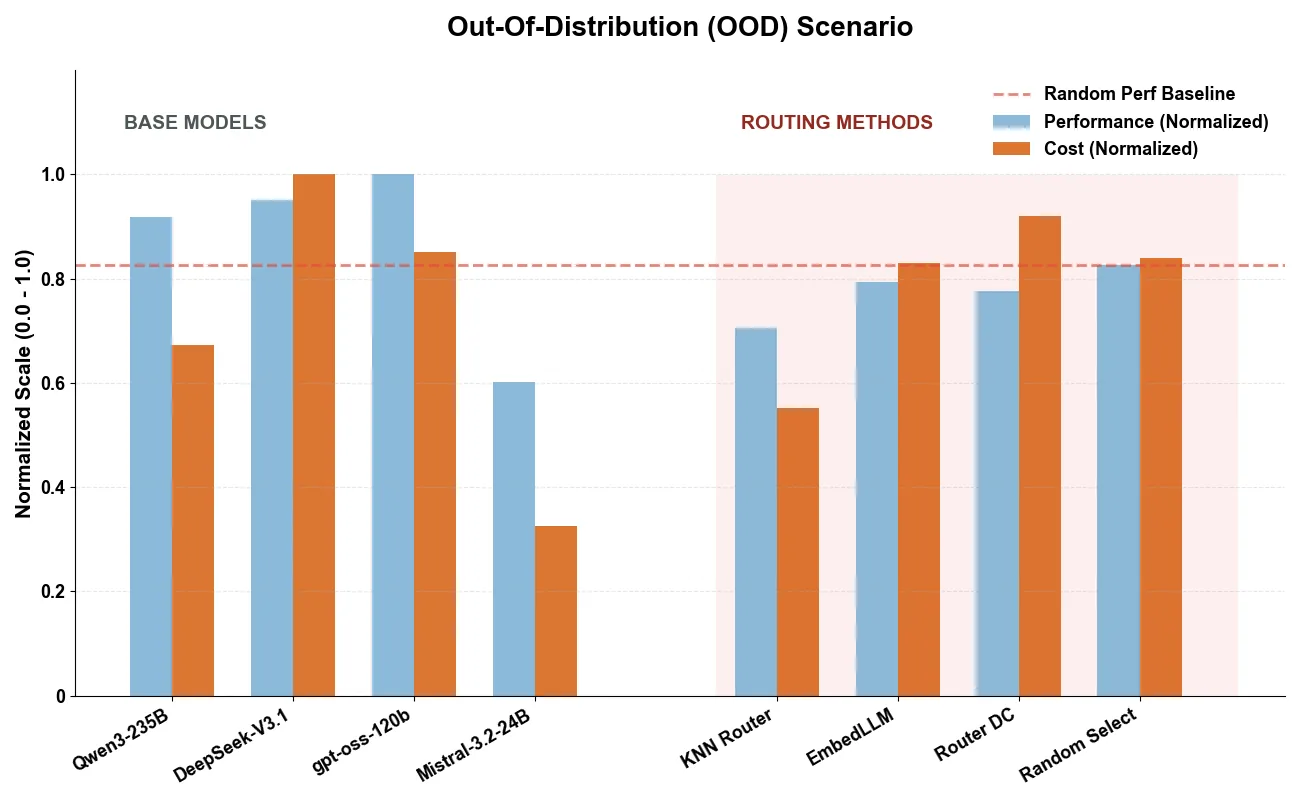 Out-Of-Distribution (OOD) Scenario
Random Perf Baseline
Performance (Normalized)
Cost (Normalized)
BASE MODELS
ROUTING METHODS
Normalized Scale (0.0 - 1.0)
1.0
0.8
0.6
0.4
0.2
0
Qwen3-235B
DeepSeek-V3.1
gpt-oss-120b
Mistral-3.2-24B
KNN Router
EmbedLLM
Router DC
Random Select